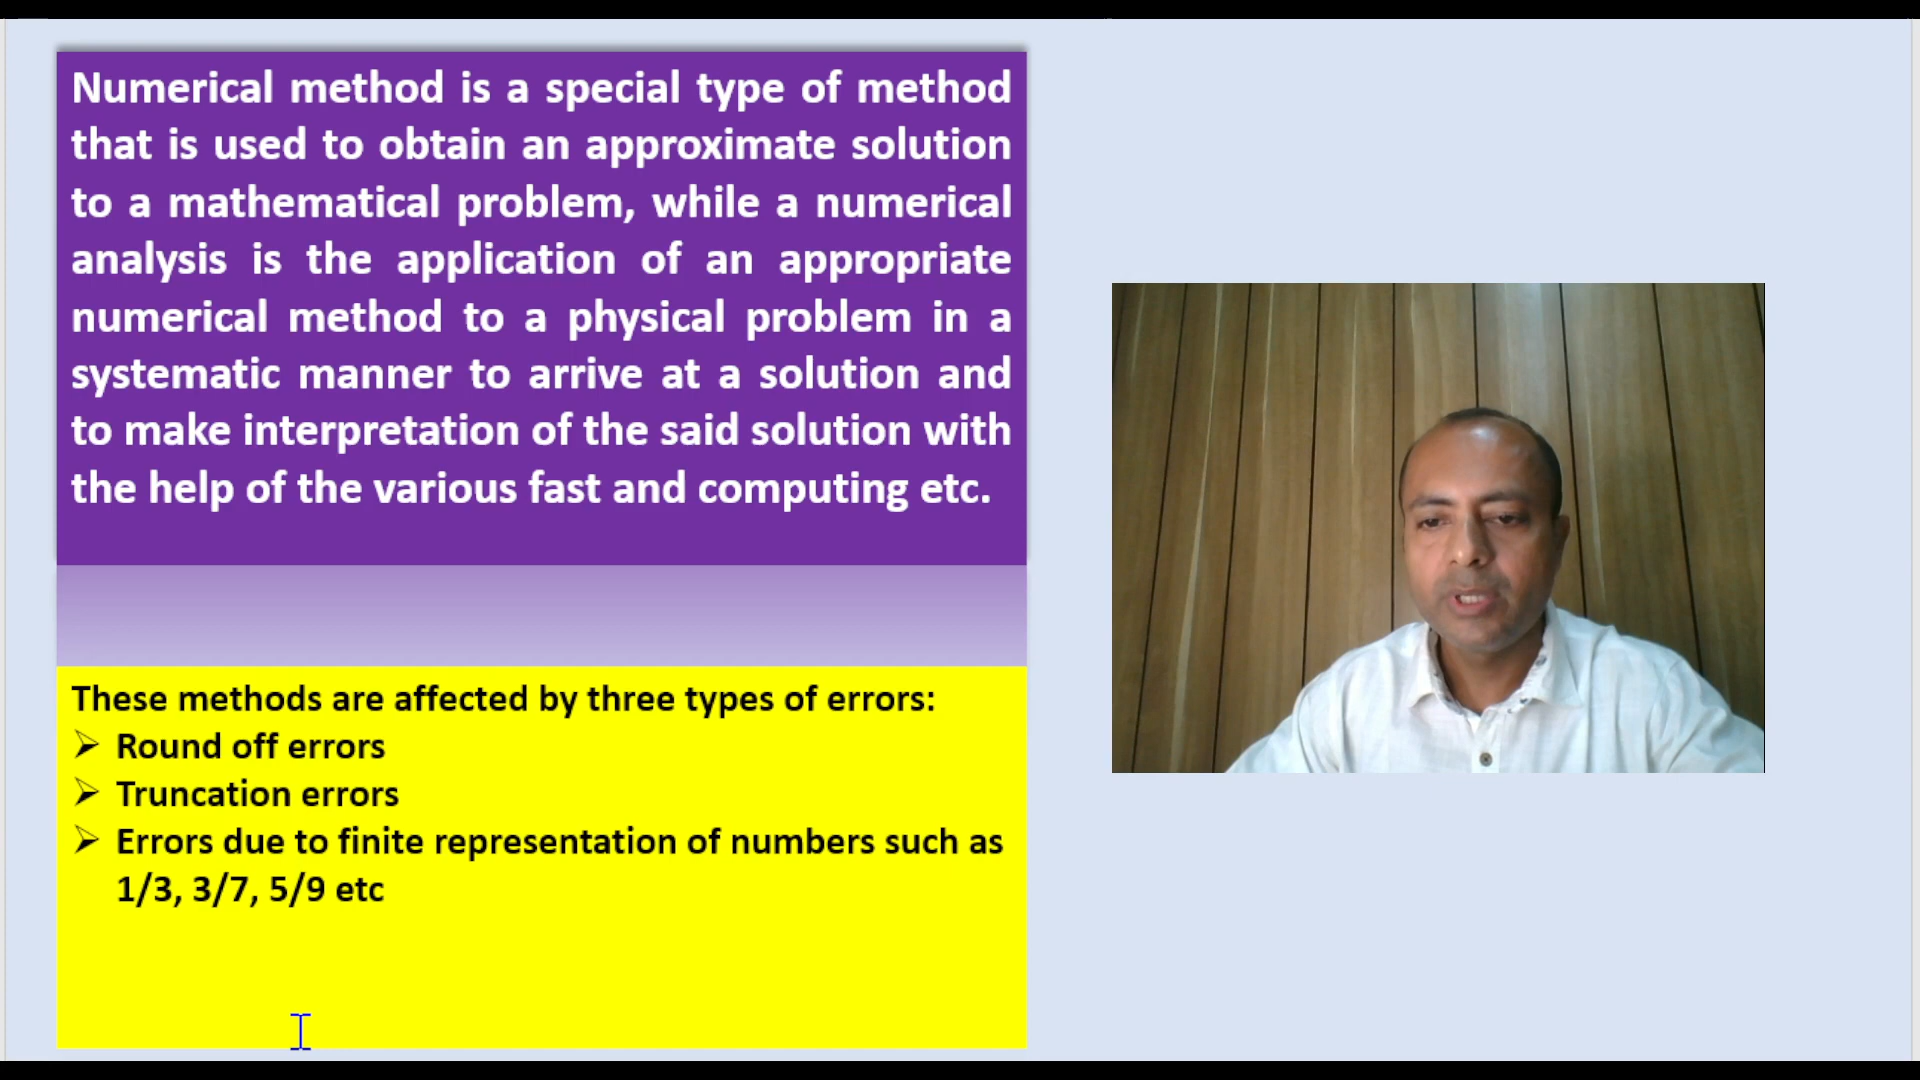 Numerical method is a special type of method
that is used to obtain an approximate solution
to a mathematical problem, while a numerical
analysis is the application of an appropriate
numerical method to a physical problem in a
systematic manner to arrive at a solution and
to make interpretation of the said solution with
the help of the various fast and computing etc.
These methods are affected by three types of errors:
➢ Round off errors
➢ Truncation errors
➢ Errors due to finite representation of numbers such as
1/3, 3/7, 5/9 etc